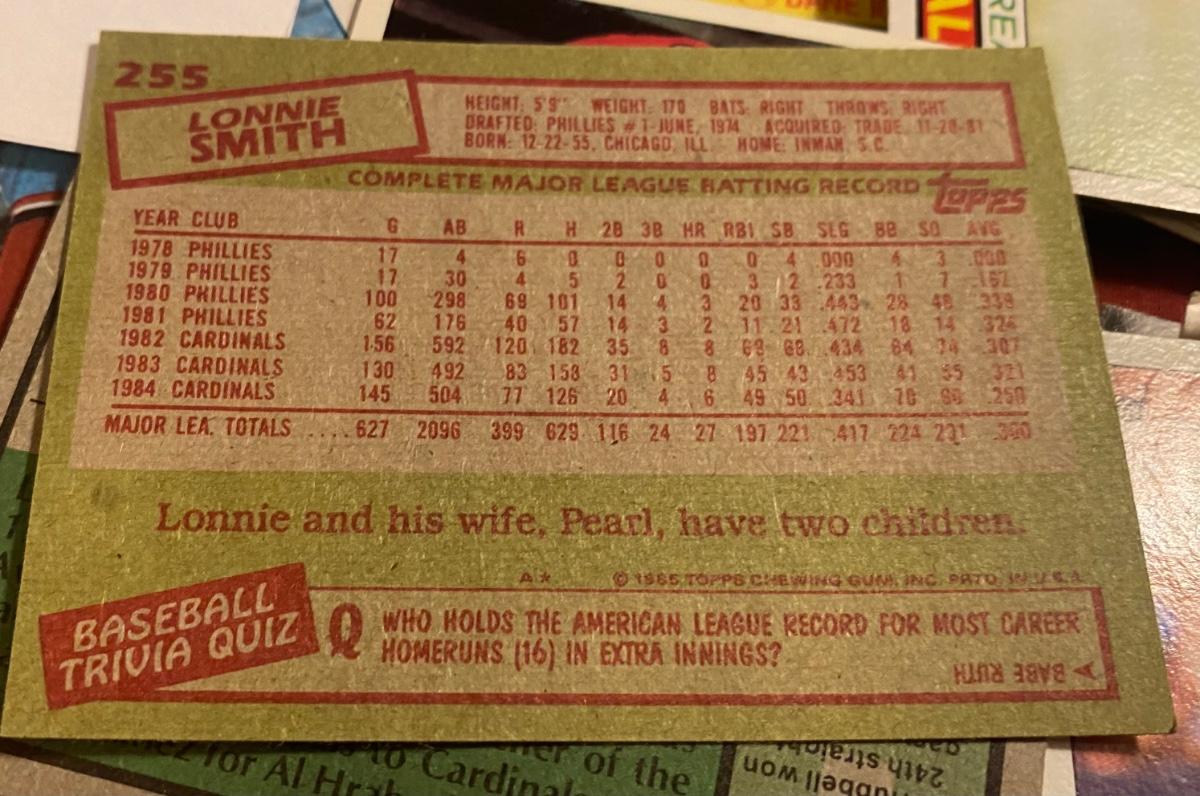 DANE
AL
REA
255
LONNIE
SMITH
HEIGHT: 5'9" WEIGHT: 170 BATS: RIGHT THROWS: RIGHT
DRAFTED: PHILLIES #1-JUNE, 1974 ACQUIRED: TRADE, 11-20-81
BORN: 12-22-55, CHICAGO, ILL. HOME: INMAN, S.C.
COMPLETE MAJOR LEAGUE BATTING RECORD topps
YEAR CLUB G AB R H 2B 3B HR RBI SB SLG BB SO AVG
1978 PHILLIES 17 4 6 0 0 0 0 0 4 .000 4 3 .000
1979 PHILLIES 17 30 4 5 2 0 0 3 2 .233 1 7 .167
1980 PHILLIES 100 298 69 101 14 4 3 20 33 .443 26 48 .339
1981 PHILLIES 62 176 40 57 14 3 2 11 21 .472 18 14 .324
1982 CARDINALS 156 592 120 182 35 8 8 69 68 .434 64 74 .307
1983 CARDINALS 130 492 83 158 31 5 8 45 43 .453 41 55 .321
1984 CARDINALS 145 504 77 126 20 4 6 49 50 .341 70 .250
MAJOR LEA. TOTALS ..... 627 2096 399 629 116 24 27 197 221 .417 224 .300
Lonnie and his wife, Pearl, have two children.
A* © 1985 TOPPS CHEWING GUM, INC. PRTD. IN U.S.A.
BASEBALL
TRIVIA QUIZ
Q WHO HOLDS THE AMERICAN LEAGUE RECORD FOR MOST CAREER
HOMERUNS (16) IN EXTRA INNINGS?
A BABE RUTH
to Cardinal of the
for Al Hrab
24th straight
Hubbell won